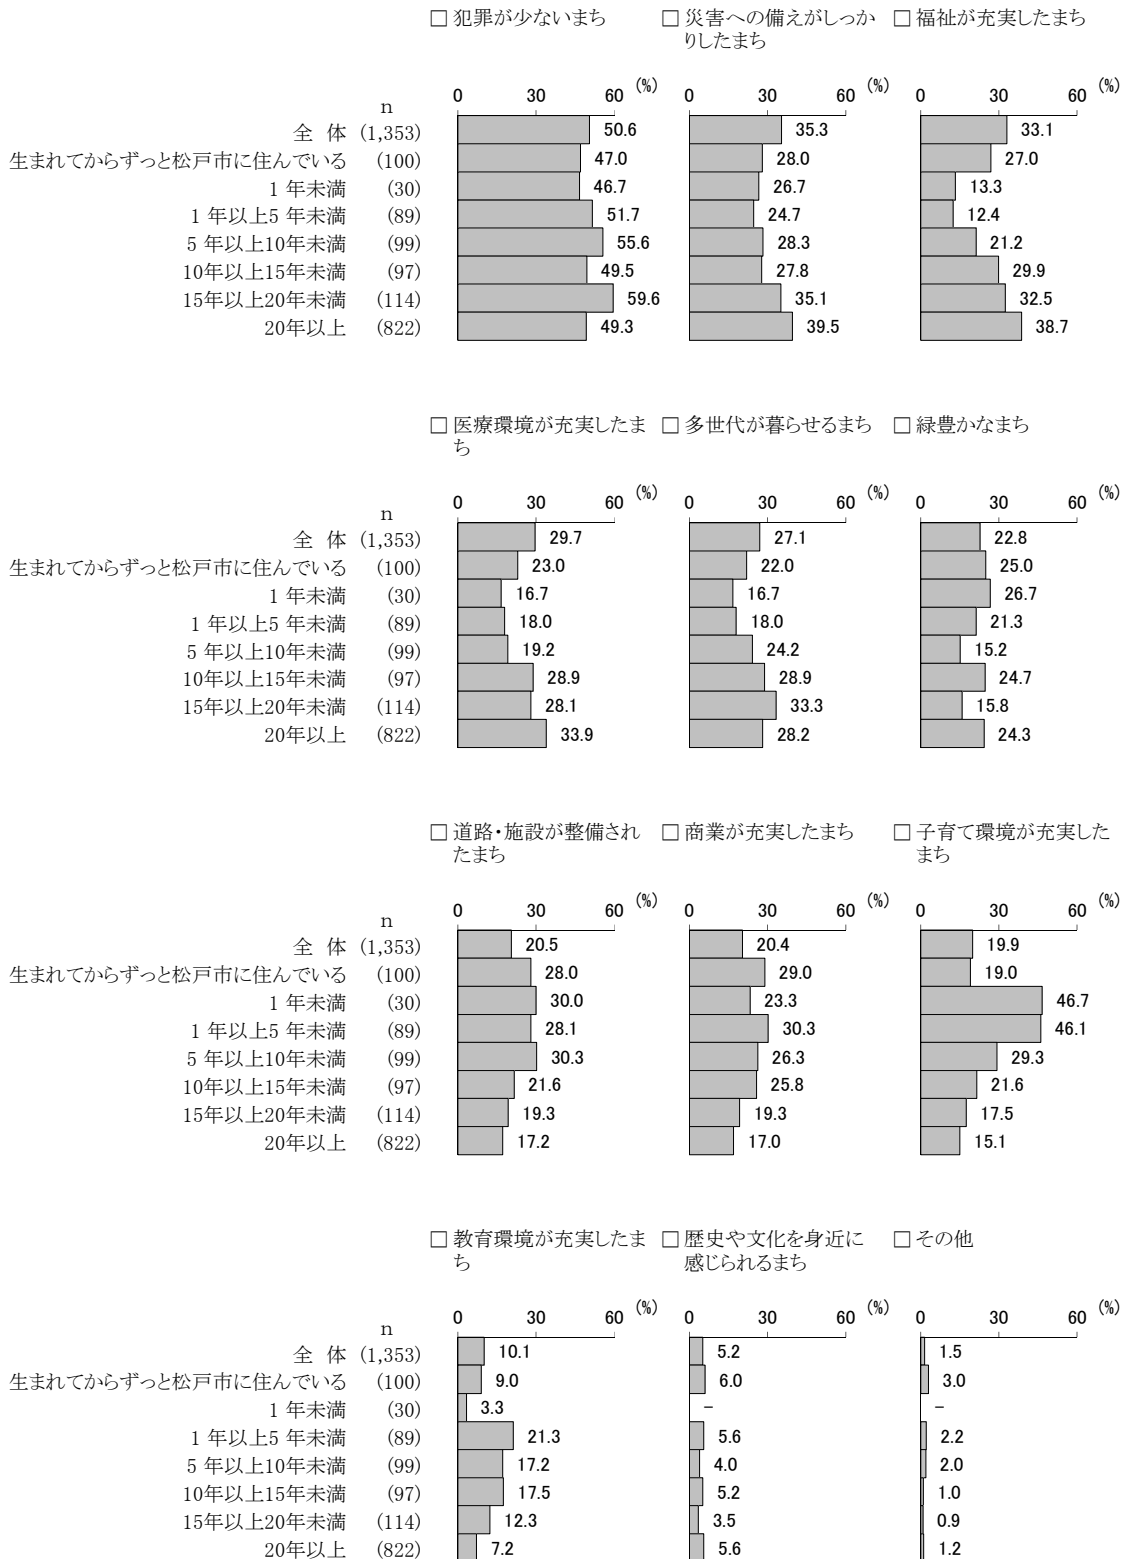 □ 犯罪が少ないまち □ 災害への備えがしっか □ 福祉が充実したまち
りしたまち
0 30 60 (%) 0 30 60 (%) 0 30 60 (%)
n
全 体 (1,353) 50.6 35.3 33.1
生まれてからずっと松戸市に住んでいる (100) 47.0 28.0 27.0
1 年未満 (30) 46.7 26.7 13.3
1 年以上5 年未満 (89) 51.7 24.7 12.4
5 年以上10年未満 (99) 55.6 28.3 21.2
10年以上15年未満 (97) 49.5 27.8 29.9
15年以上20年未満 (114) 59.6 35.1 32.5
20年以上 (822) 49.3 39.5 38.7
□ 医療環境が充実したま □ 多世代が暮らせるまち □ 緑豊かなまち
ち
0 30 60 (%) 0 30 60 (%) 0 30 60 (%)
n
全 体 (1,353) 29.7 27.1 22.8
生まれてからずっと松戸市に住んでいる (100) 23.0 22.0 25.0
1 年未満 (30) 16.7 16.7 26.7
1 年以上5 年未満 (89) 18.0 18.0 21.3
5 年以上10年未満 (99) 19.2 24.2 15.2
10年以上15年未満 (97) 28.9 28.9 24.7
15年以上20年未満 (114) 28.1 33.3 15.8
20年以上 (822) 33.9 28.2 24.3
□ 道路・施設が整備され □ 商業が充実したまち □ 子育て環境が充実した
たまち まち
0 30 60 (%) 0 30 60 (%) 0 30 60 (%)
n
全 体 (1,353) 20.5 20.4 19.9
生まれてからずっと松戸市に住んでいる (100) 28.0 29.0 19.0
1 年未満 (30) 30.0 23.3 46.7
1 年以上5 年未満 (89) 28.1 30.3 46.1
5 年以上10年未満 (99) 30.3 26.3 29.3
10年以上15年未満 (97) 21.6 25.8 21.6
15年以上20年未満 (114) 19.3 19.3 17.5
20年以上 (822) 17.2 17.0 15.1
□ 教育環境が充実したま □ 歴史や文化を身近に □ その他
ち 感じられるまち
0 30 60 (%) 0 30 60 (%) 0 30 60 (%)
n
全 体 (1,353) 10.1 5.2 1.5
生まれてからずっと松戸市に住んでいる (100) 9.0 6.0 3.0
1 年未満 (30) 3.3 － －
1 年以上5 年未満 (89) 21.3 5.6 2.2
5 年以上10年未満 (99) 17.2 4.0 2.0
10年以上15年未満 (97) 17.5 5.2 1.0
15年以上20年未満 (114) 12.3 3.5 0.9
20年以上 (822) 7.2 5.6 1.2